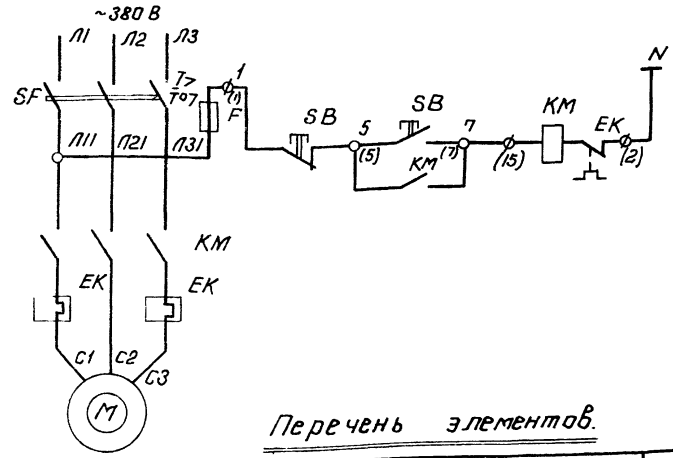 ~380 В
Л1 Л2 Л3
N
SF
Т>
Т°7
1
(1)
F
SB
SB
KM
EK
5
(5)
7
(7)
(15)
(2)
KM
Л11 Л21 Л31
KM
EK
EK
C1 C2 C3
M
Перечень элементов.